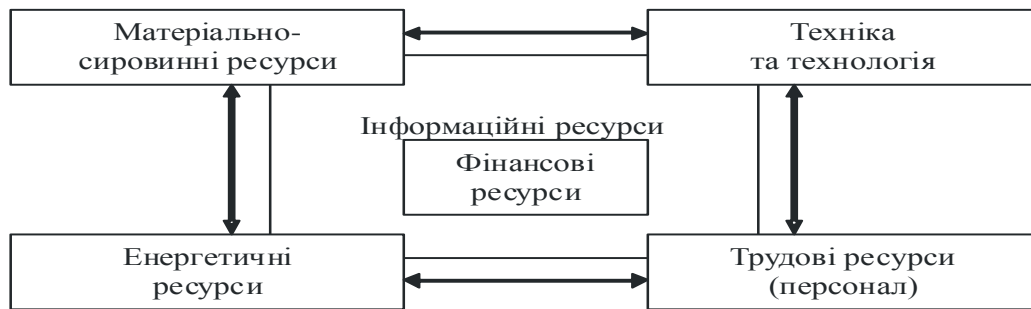 Матеріально-
сировинні ресурси
Техніка
та технологія
Інформаційні ресурси
Фінансові
ресурси
Енергетичні
ресурси
Трудові ресурси
(персонал)